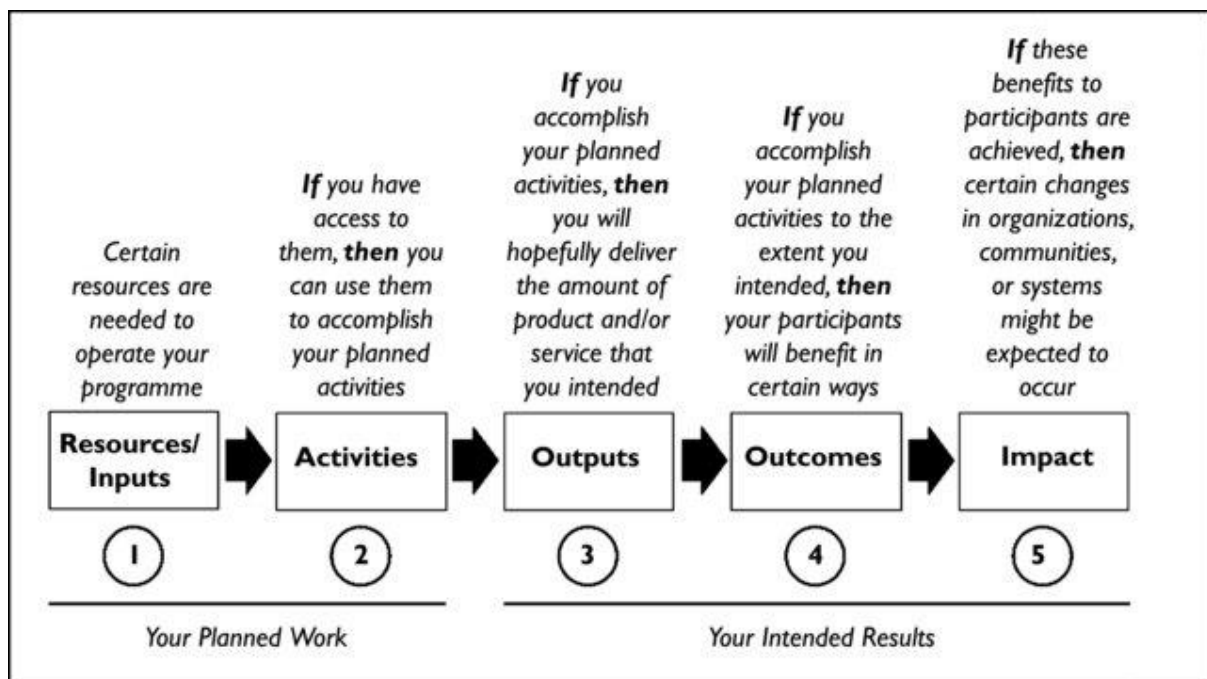 Certain
resources are
needed to
operate your
programme
If you have
access to
them, then you
can use them
to accomplish
your planned
activities
If you
accomplish
your planned
activities, then
you will
hopefully deliver
the amount of
product and/or
service that
you intended
If you
accomplish
your planned
activities to the
extent you
intended, then
your participants
will benefit in
certain ways
If these
benefits to
participants are
achieved, then
certain changes
in organizations,
communities,
or systems
might be
expected to
occur
Resources/
Inputs
Activities
Outputs
Outcomes
Impact
1
2
3
4
5
Your Planned Work
Your Intended Results